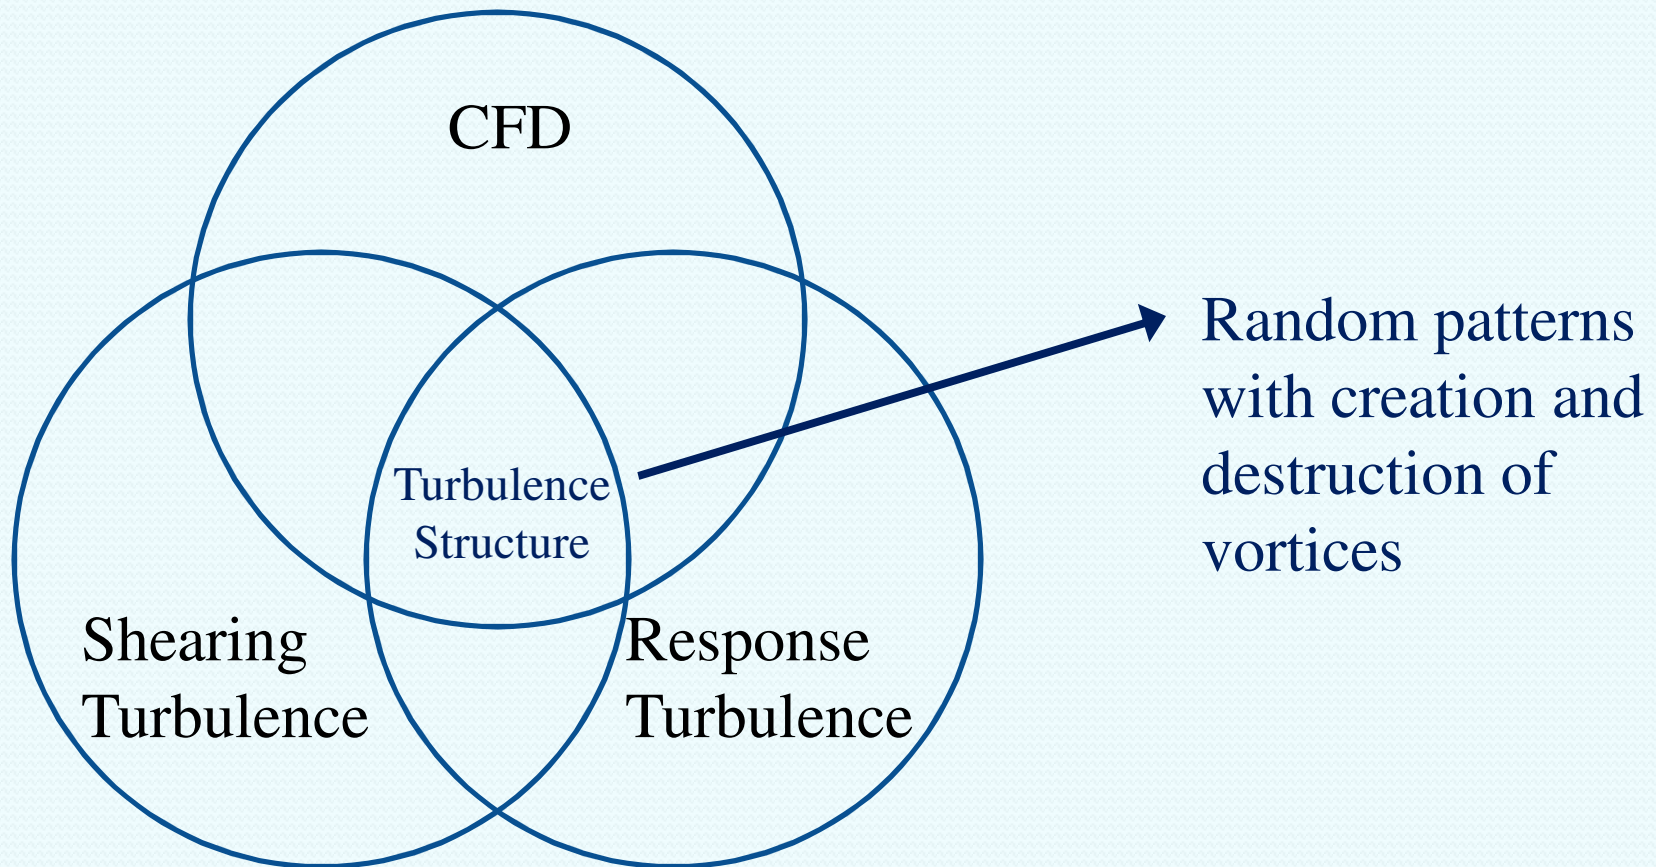 CFD
Turbulence
Structure
Shearing
Turbulence
Response
Turbulence
Random patterns
with creation and
destruction of
vortices